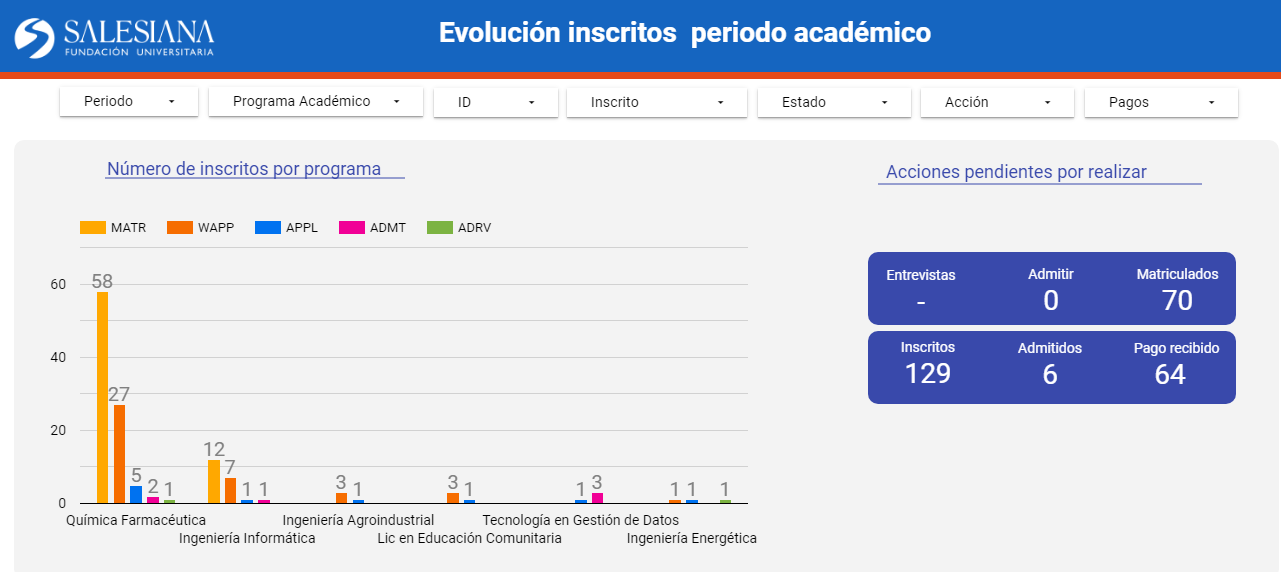 SALESIANA
FUNDACIÓN UNIVERSITARIA
Evolución inscritos periodo académico
Periodo
Programa Académico
ID
Inscrito
Estado
Acción
Pagos
Número de inscritos por programa
MATR WAPP APPL ADMT ADRV
60
40
20
0
58
27
5
2
1
12
7
1
1
3
1
3
1
1
3
1
1
1
Química Farmacéutica
Ingeniería Informática
Ingeniería Agroindustrial
Lic en Educación Comunitaria
Tecnología en Gestión de Datos
Ingeniería Energética
Acciones pendientes por realizar
Entrevistas Admitir Matriculados
- 0 70
Inscritos Admitidos Pago recibido
129 6 64